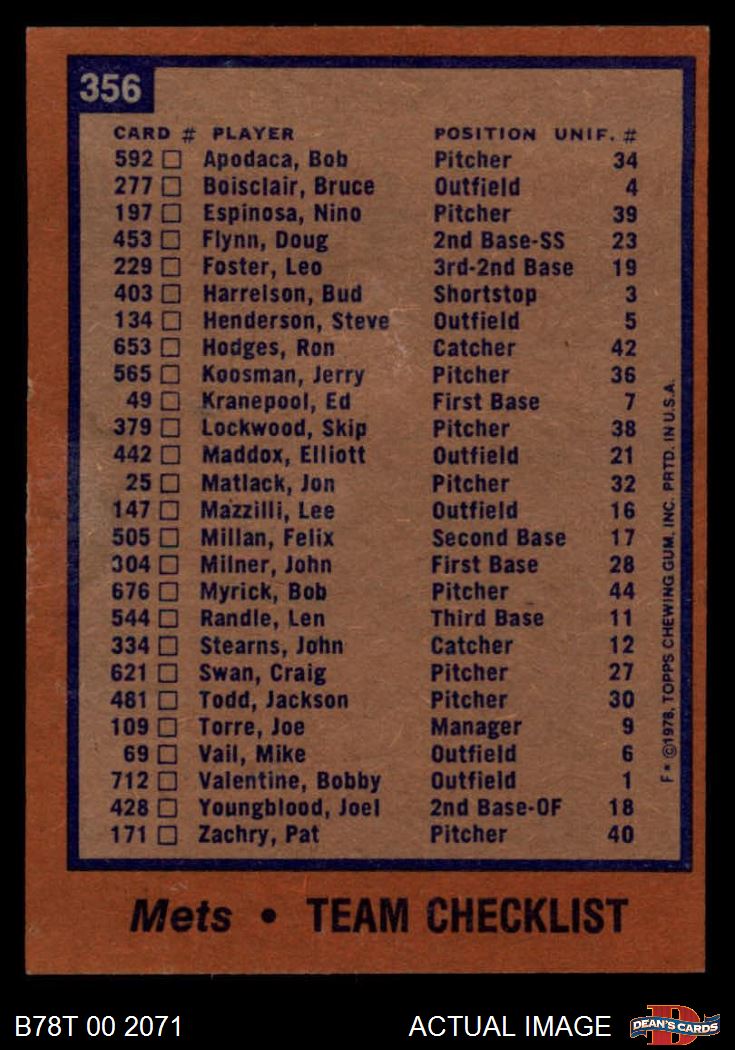 356
CARD # PLAYER POSITION UNIF. #
592 Apodaca, Bob Pitcher 34
277 Boisclair, Bruce Outfield 4
197 Espinosa, Nino Pitcher 39
453 Flynn, Doug 2nd Base-SS 23
229 Foster, Leo 3rd-2nd Base 19
403 Harrelson, Bud Shortstop 3
134 Henderson, Steve Outfield 5
653 Hodges, Ron Catcher 42
565 Koosman, Jerry Pitcher 36
49 Kranepool, Ed First Base 7
379 Lockwood, Skip Pitcher 38
442 Maddox, Elliott Outfield 21
25 Matlack, Jon Pitcher 32
147 Mazzilli, Lee Outfield 16
505 Millan, Felix Second Base 17
304 Milner, John First Base 28
676 Myrick, Bob Pitcher 44
544 Randle, Len Third Base 11
334 Stearns, John Catcher 12
621 Swan, Craig Pitcher 27
481 Todd, Jackson Pitcher 30
109 Torre, Joe Manager 9
69 Vail, Mike Outfield 6
712 Valentine, Bobby Outfield 1
428 Youngblood, Joel 2nd Base-OF 18
171 Zachry, Pat Pitcher 40
F* ©1978, TOPPS CHEWING GUM, INC. PRTD. IN U.S.A.
Mets • TEAM CHECKLIST
B78T 00 2071 ACTUAL IMAGE
DEAN'S CARDS